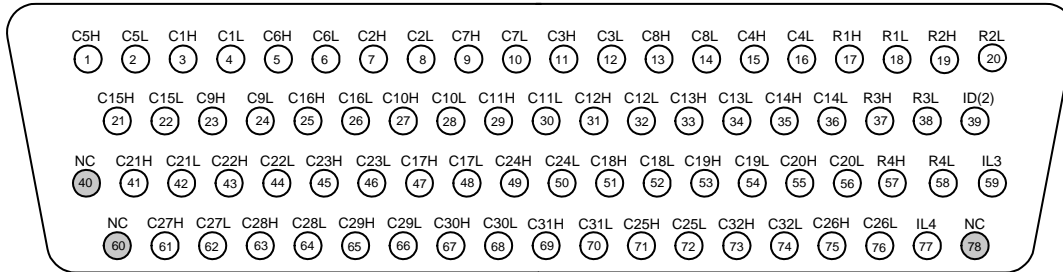 C5H C5L C1H C1L C6H C6L C2H C2L C7H C7L C3H C3L C8H C8L C4H C4L R1H R1L R2H R2L
1 2 3 4 5 6 7 8 9 10 11 12 13 14 15 16 17 18 19 20
C15H C15L C9H C9L C16H C16L C10H C10L C11H C11L C12H C12L C13H C13L C14H C14L R3H R3L ID(2)
21 22 23 24 25 26 27 28 29 30 31 32 33 34 35 36 37 38 39
NC C21H C21L C22H C22L C23H C23L C17H C17L C24H C24L C18H C18L C19H C19L C20H C20L R4H R4L IL3
40 41 42 43 44 45 46 47 48 49 50 51 52 53 54 55 56 57 58 59
NC C27H C27L C28H C28L C29H C29L C30H C30L C31H C31L C25H C25L C32H C32L C26H C26L IL4 NC
60 61 62 63 64 65 66 67 68 69 70 71 72 73 74 75 76 77 78